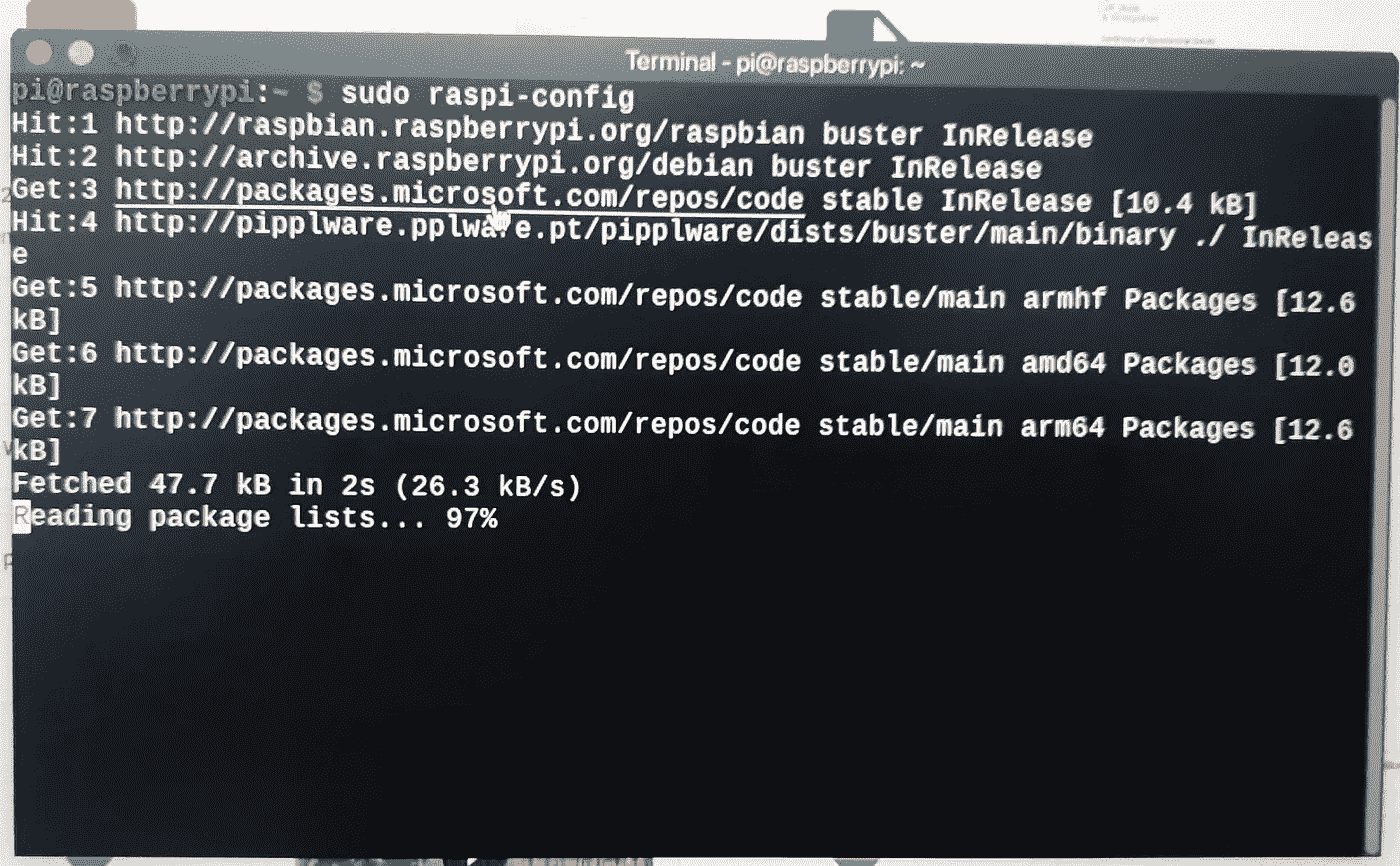 Terminal - pi@raspberrypi: ~
pi@raspberrypi:~ $ sudo raspi-config
Hit:1 http://raspbian.raspberrypi.org/raspbian buster InRelease
Hit:2 http://archive.raspberrypi.org/debian buster InRelease
Get:3 http://packages.microsoft.com/repos/code stable InRelease [10.4 kB]
Hit:4 http://pipplware.pplware.pt/pipplware/dists/buster/main/binary ./ InReleas
e
Get:5 http://packages.microsoft.com/repos/code stable/main armhf Packages [12.6
kB]
Get:6 http://packages.microsoft.com/repos/code stable/main amd64 Packages [12.0
kB]
Get:7 http://packages.microsoft.com/repos/code stable/main arm64 Packages [12.6
kB]
Fetched 47.7 kB in 2s (26.3 kB/s)
Reading package lists... 97%